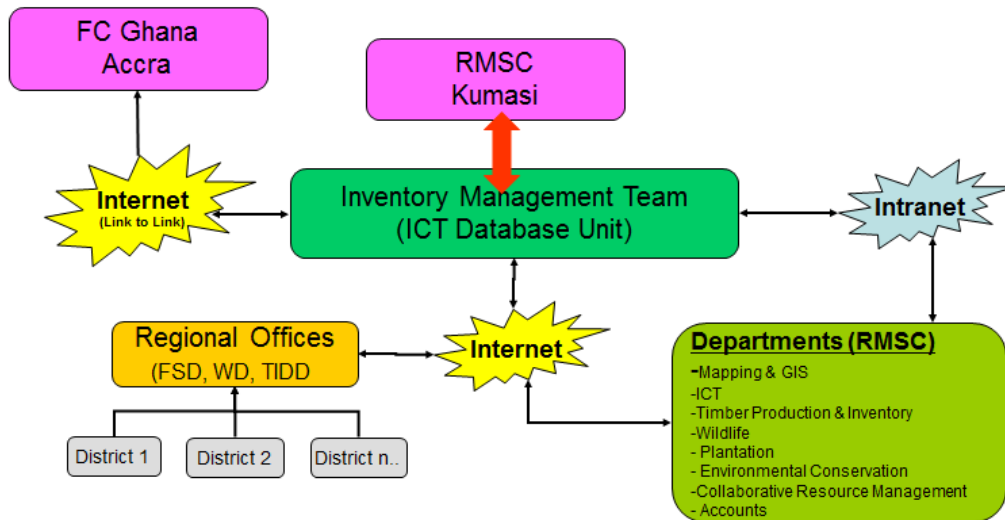 FC Ghana
Accra
RMSC
Kumasi
Internet
(Link to Link)
Inventory Management Team
(ICT Database Unit)
Intranet
Regional Offices
(FSD, WD, TIDD
Internet
District 1
District 2
District n..
Departments (RMSC)
-Mapping & GIS
-ICT
-Timber Production & Inventory
-Wildlife
- Plantation
- Environmental Conservation
-Collaborative Resource Management
- Accounts